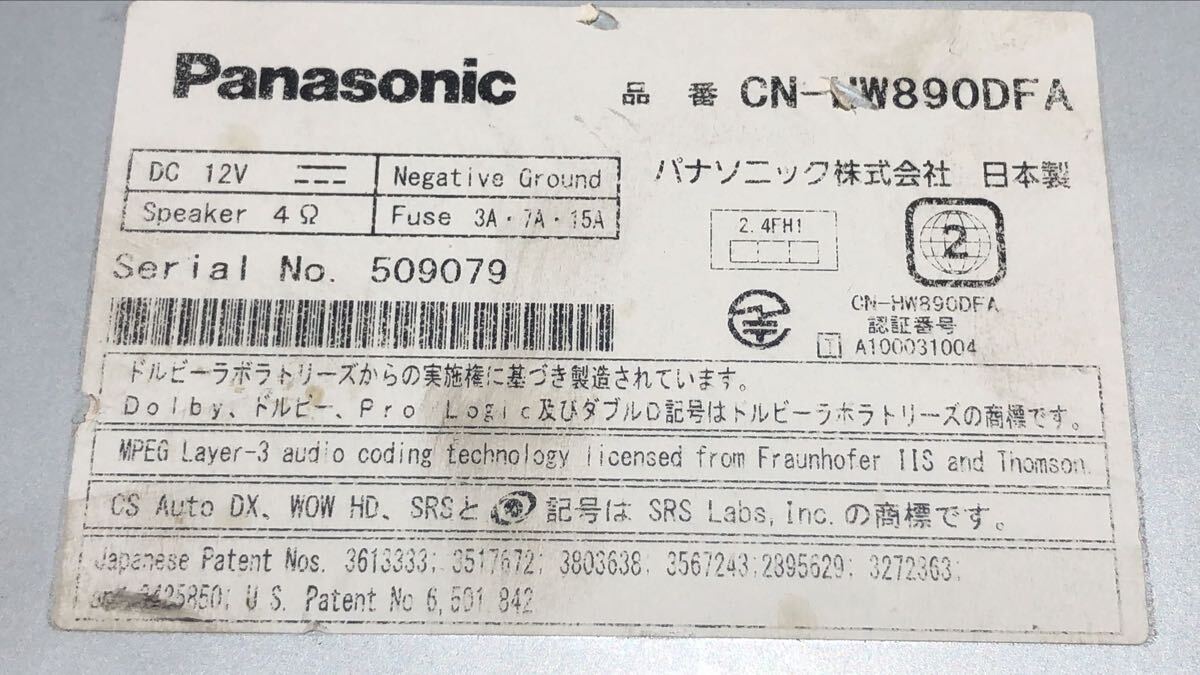 Panasonic
品 番 CN-HW890DFA
DC 12V
Negative Ground
Speaker 4Ω
Fuse 3A・7A・15A
パナソニック株式会社 日本製
2.4FH1
2
Serial No. 509079
CN-HW890DFA
認証番号
T A100031004
ドルビーラボラトリーズからの実施権に基づき製造されています。
Dolby、ドルビー、Pro Logic及びダブルD記号はドルビーラボラトリーズの商標です。
MPEG Layer-3 audio coding technology licensed from Fraunhofer IIS and Thomson.
CS Auto DX、WOW HD、SRSと 記号は SRS Labs, Inc. の商標です。
Japanese Patent Nos. 3613333; 3517672; 3803638; 3567243;2895629; 3272363;
and 3425850; U.S. Patent No 6,501,842